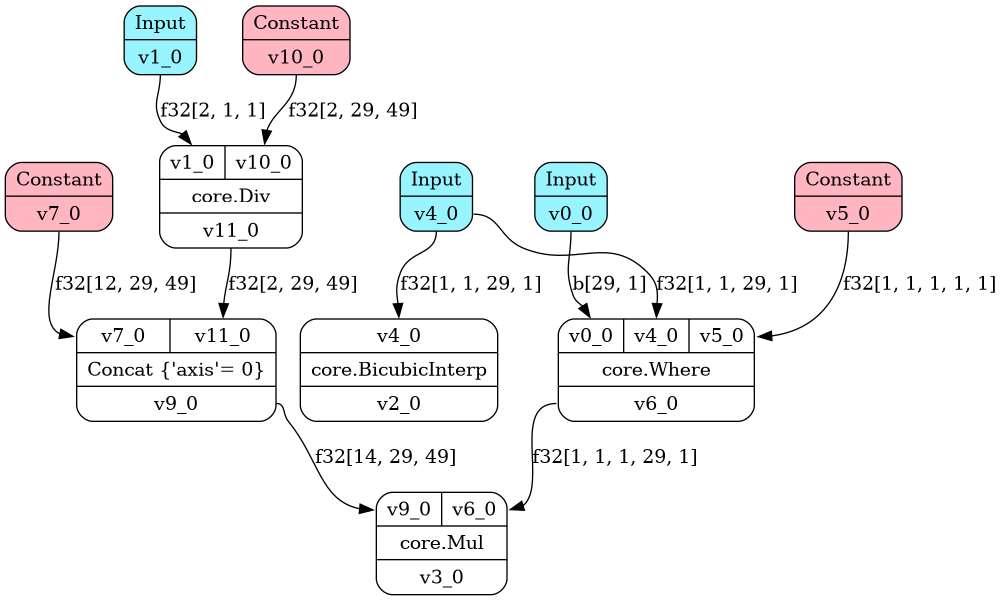 Input
v1_0
Constant
v10_0
f32[2, 1, 1]
f32[2, 29, 49]
v1_0
v10_0
core.Div
v11_0
Constant
v7_0
Input
v4_0
Input
v0_0
Constant
v5_0
f32[12, 29, 49]
f32[2, 29, 49]
f32[1, 1, 29, 1]
b[29, 1]
f32[1, 1, 29, 1]
f32[1, 1, 1, 1, 1]
v7_0
v11_0
Concat {'axis'= 0}
v9_0
v4_0
core.BicubicInterp
v2_0
v0_0
v4_0
v5_0
core.Where
v6_0
f32[14, 29, 49]
f32[1, 1, 1, 29, 1]
v9_0
v6_0
core.Mul
v3_0